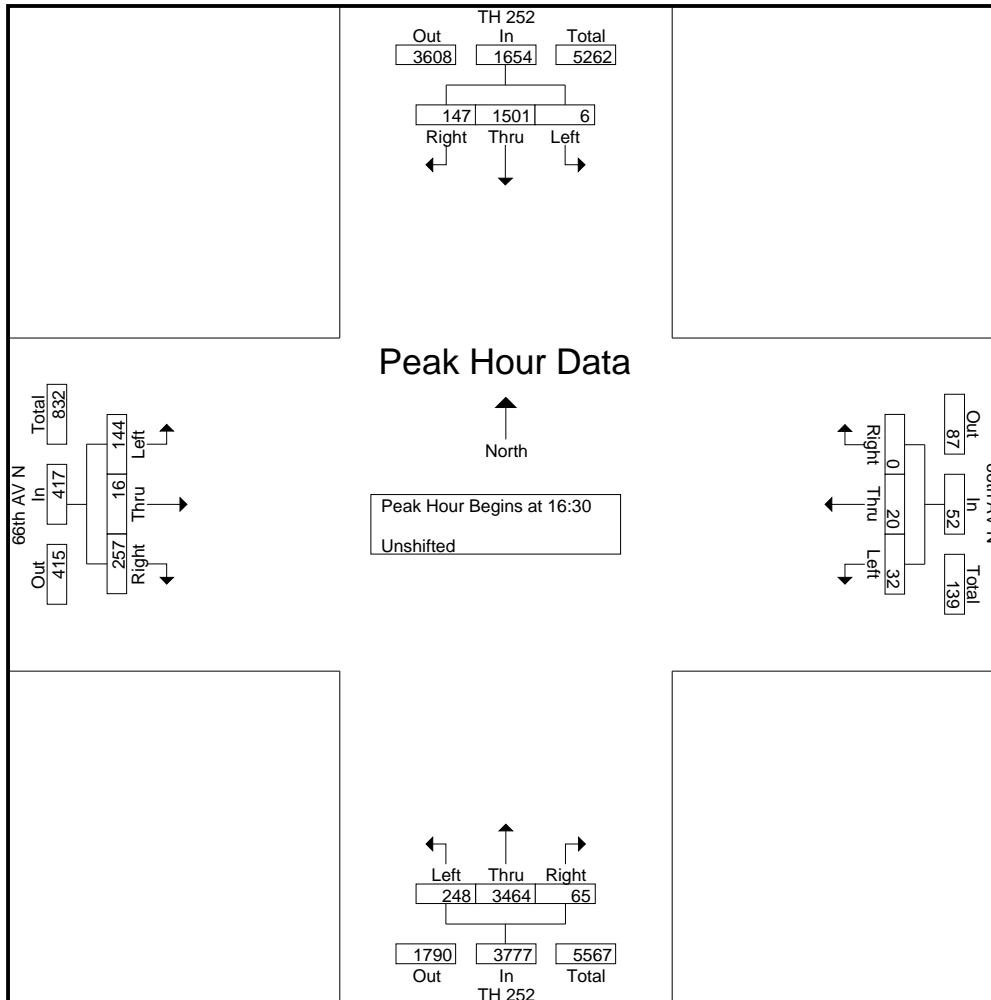 TH 252
Out In Total
3608 1654 5262
147 1501 6
Right Thru Left
Peak Hour Data
North
Peak Hour Begins at 16:30
Unshifted
66th AV N
Out In Total
415 417 832
Left Thru Right
144 16 257
AV N
Out In Total
87 52 139
Right Thru Left
0 20 32
Left Thru Right
248 3464 65
1790 3777 5567
Out In Total
TH 252